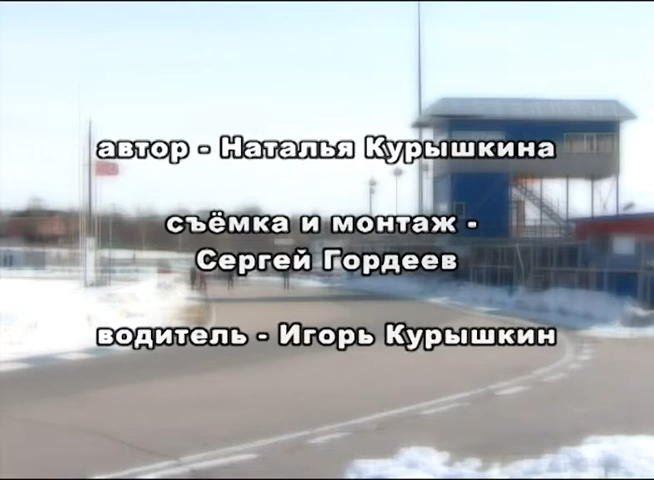 автор - Наталья Курышкина
съёмка и монтаж -
Сергей Гордеев
водитель - Игорь Курышкин